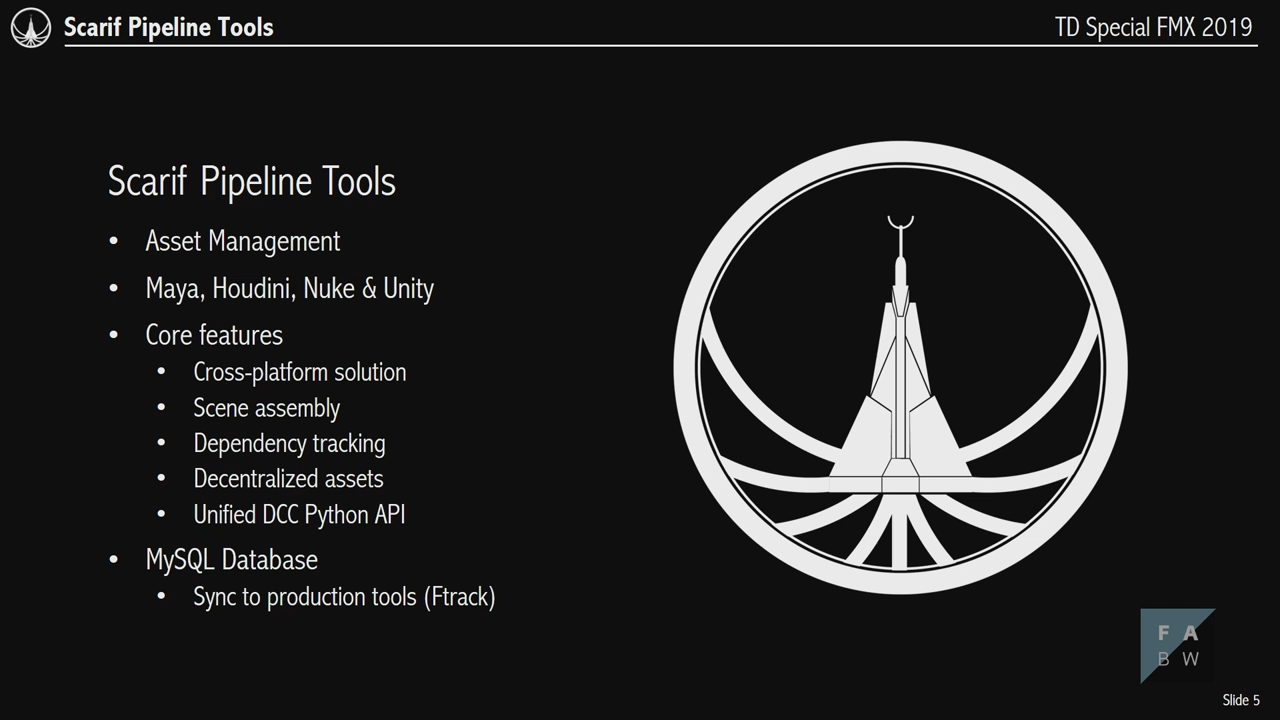 Scarif Pipeline Tools
TD Special FMX 2019
Scarif Pipeline Tools
• Asset Management
• Maya, Houdini, Nuke & Unity
• Core features
• Cross-platform solution
• Scene assembly
• Dependency tracking
• Decentralized assets
• Unified DCC Python API
• MySQL Database
• Sync to production tools (Ftrack)
F A
B W
Slide 5